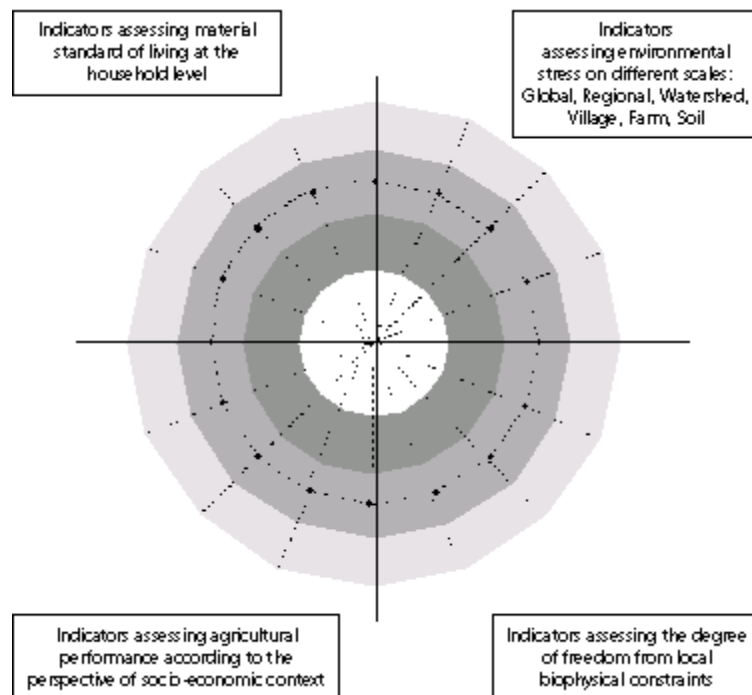 Indicators assessing material
standard of living at the
household level
Indicators
assessing environmental
stress on different scales:
Global, Regional, Watershed,
Village, Farm, Soil
Indicators assessing agricultural
performance according to the
perspective of socio-economic context
Indicators assessing the degree
of freedom from local
biophysical constraints